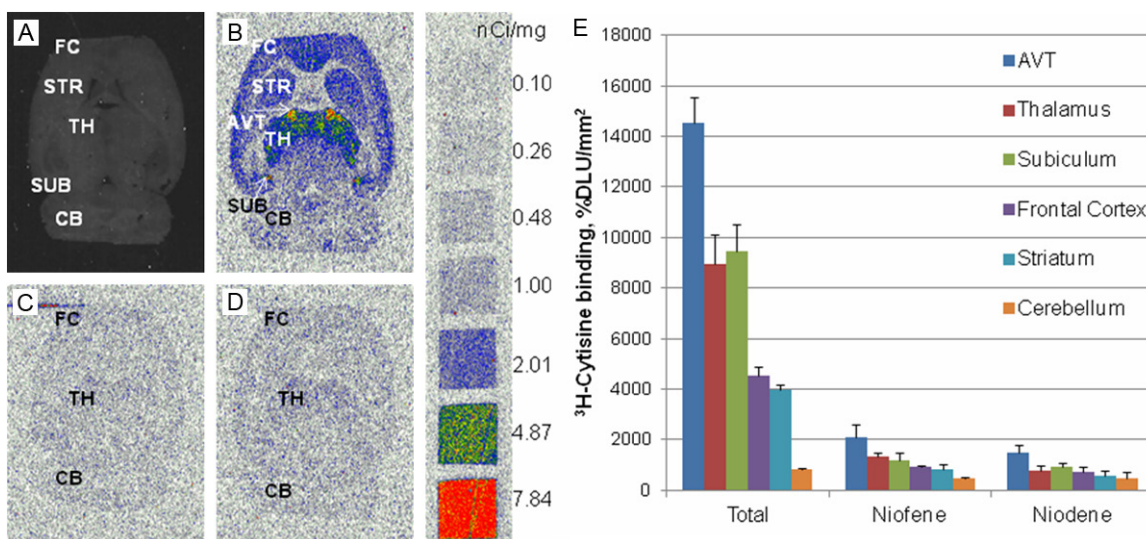 A
FC
STR
TH
SUB
CB
B
FC
STR
AVT
TH
SUB
CB
C
FC
TH
CB
D
FC
TH
CB
nCi/mg
0.10
0.26
0.48
1.00
2.01
4.87
7.84
E
³H-Cytisine binding, %DLU/mm²
18000
16000
14000
12000
10000
8000
6000
4000
2000
0
AVT
Thalamus
Subiculum
Frontal Cortex
Striatum
Cerebellum
Total
Niofene
Niodene